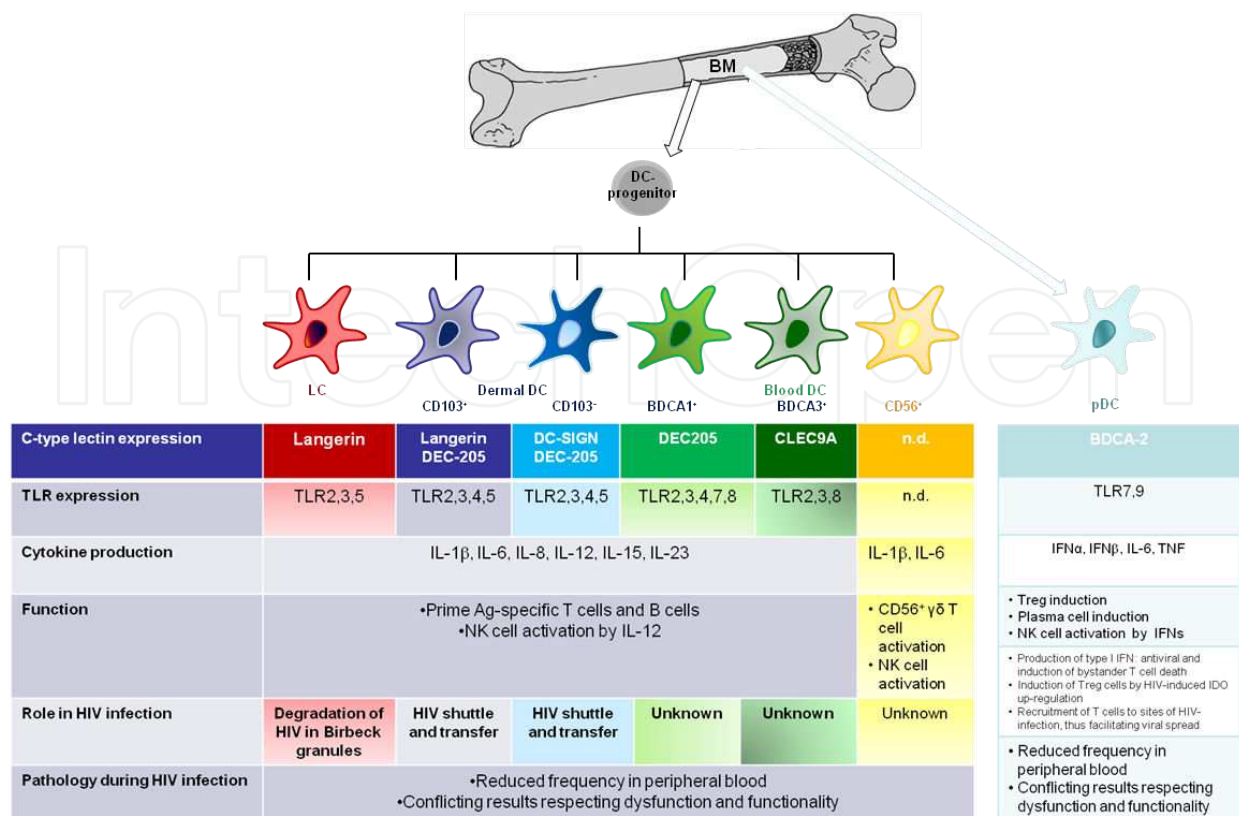 BM
DC-
progenitor
IntechOpen
LC
Dermal DC
CD103⁺
CD103⁻
BDCA1⁺
Blood DC
BDCA3⁺
CD56⁺
pDC
C-type lectin expression
Langerin
Langerin
DEC-205
DC-SIGN
DEC-205
DEC205
CLEC9A
n.d.
BDCA-2
TLR expression
TLR2,3,5
TLR2,3,4,5
TLR2,3,4,5
TLR2,3,4,7,8
TLR2,3,8
n.d.
TLR7,9
Cytokine production
IL-1β, IL-6, IL-8, IL-12, IL-15, IL-23
IL-1β, IL-6
IFNα, IFNβ, IL-6, TNF
Function
•Prime Ag-specific T cells and B cells
•NK cell activation by IL-12
• CD56⁺ γδ T
cell
activation
• NK cell
activation
• Treg induction
• Plasma cell induction
• NK cell activation by IFNs
Role in HIV infection
Degradation of
HIV in Birbeck
granules
HIV shuttle
and transfer
HIV shuttle
and transfer
Unknown
Unknown
Unknown
• Production of type I IFN: antiviral and
induction of bystander T cell death
• Induction of Treg cells by HIV-induced IDO
up-regulation
• Recruitment of T cells to sites of HIV-
infection, thus facilitating viral spread
Pathology during HIV infection
•Reduced frequency in peripheral blood
•Conflicting results respecting dysfunction and functionality
• Reduced frequency in
peripheral blood
• Conflicting results respecting
dysfunction and functionality